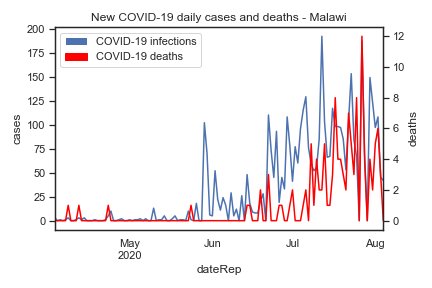 New COVID-19 daily cases and deaths - Malawi
COVID-19 infections
COVID-19 deaths
200
175
150
125
100
75
50
25
0
cases
12
10
8
6
4
2
0
deaths
May Jun Jul Aug
2020
dateRep